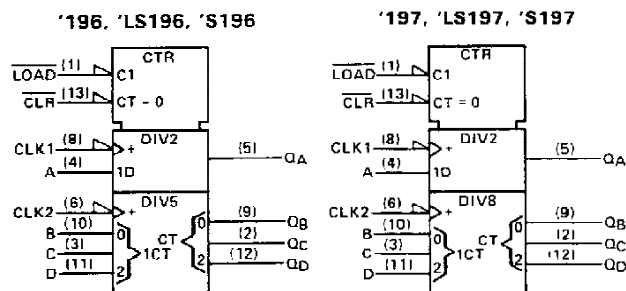 '196, 'LS196, 'S196
CTR
LOAD (1) C1
CLR (13) CT - 0
DIV2
CLK1 (8) +
A (4) 1D
(5) QA
DIV5
CLK2 (6) +
B (10) 0
C (3) 1CT
D (11) 2
CT
0 (9) QB
(2) QC
2 (12) QD
'197, 'LS197, 'S197
CTR
LOAD (1) C1
CLR (13) CT = 0
DIV2
CLK1 (8) +
A (4) 1D
(5) QA
DIV8
CLK2 (6) +
B (10) 0
C (3) 1CT
D (11) 2
CT
0 (9) QB
(2) QC
2 (12) QD